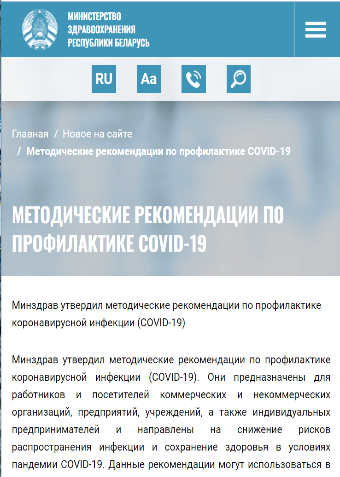 МИНИСТЕРСТВО
ЗДРАВООХРАНЕНИЯ
РЕСПУБЛИКИ БЕЛАРУСЬ
RU Aa
Главная / Новое на сайте
/ Методические рекомендации по профилактике COVID-19
МЕТОДИЧЕСКИЕ РЕКОМЕНДАЦИИ ПО
ПРОФИЛАКТИКЕ COVID-19
Минздрав утвердил методические рекомендации по профилактике
коронавирусной инфекции (COVID-19)
Минздрав утвердил методические рекомендации по профилактике
коронавирусной инфекции (COVID-19). Они предназначены для
работников и посетителей коммерческих и некоммерческих
организаций, предприятий, учреждений, а также индивидуальных
предпринимателей и направлены на снижение рисков
распространения инфекции и сохранение здоровья в условиях
пандемии COVID-19. Данные рекомендации могут использоваться в